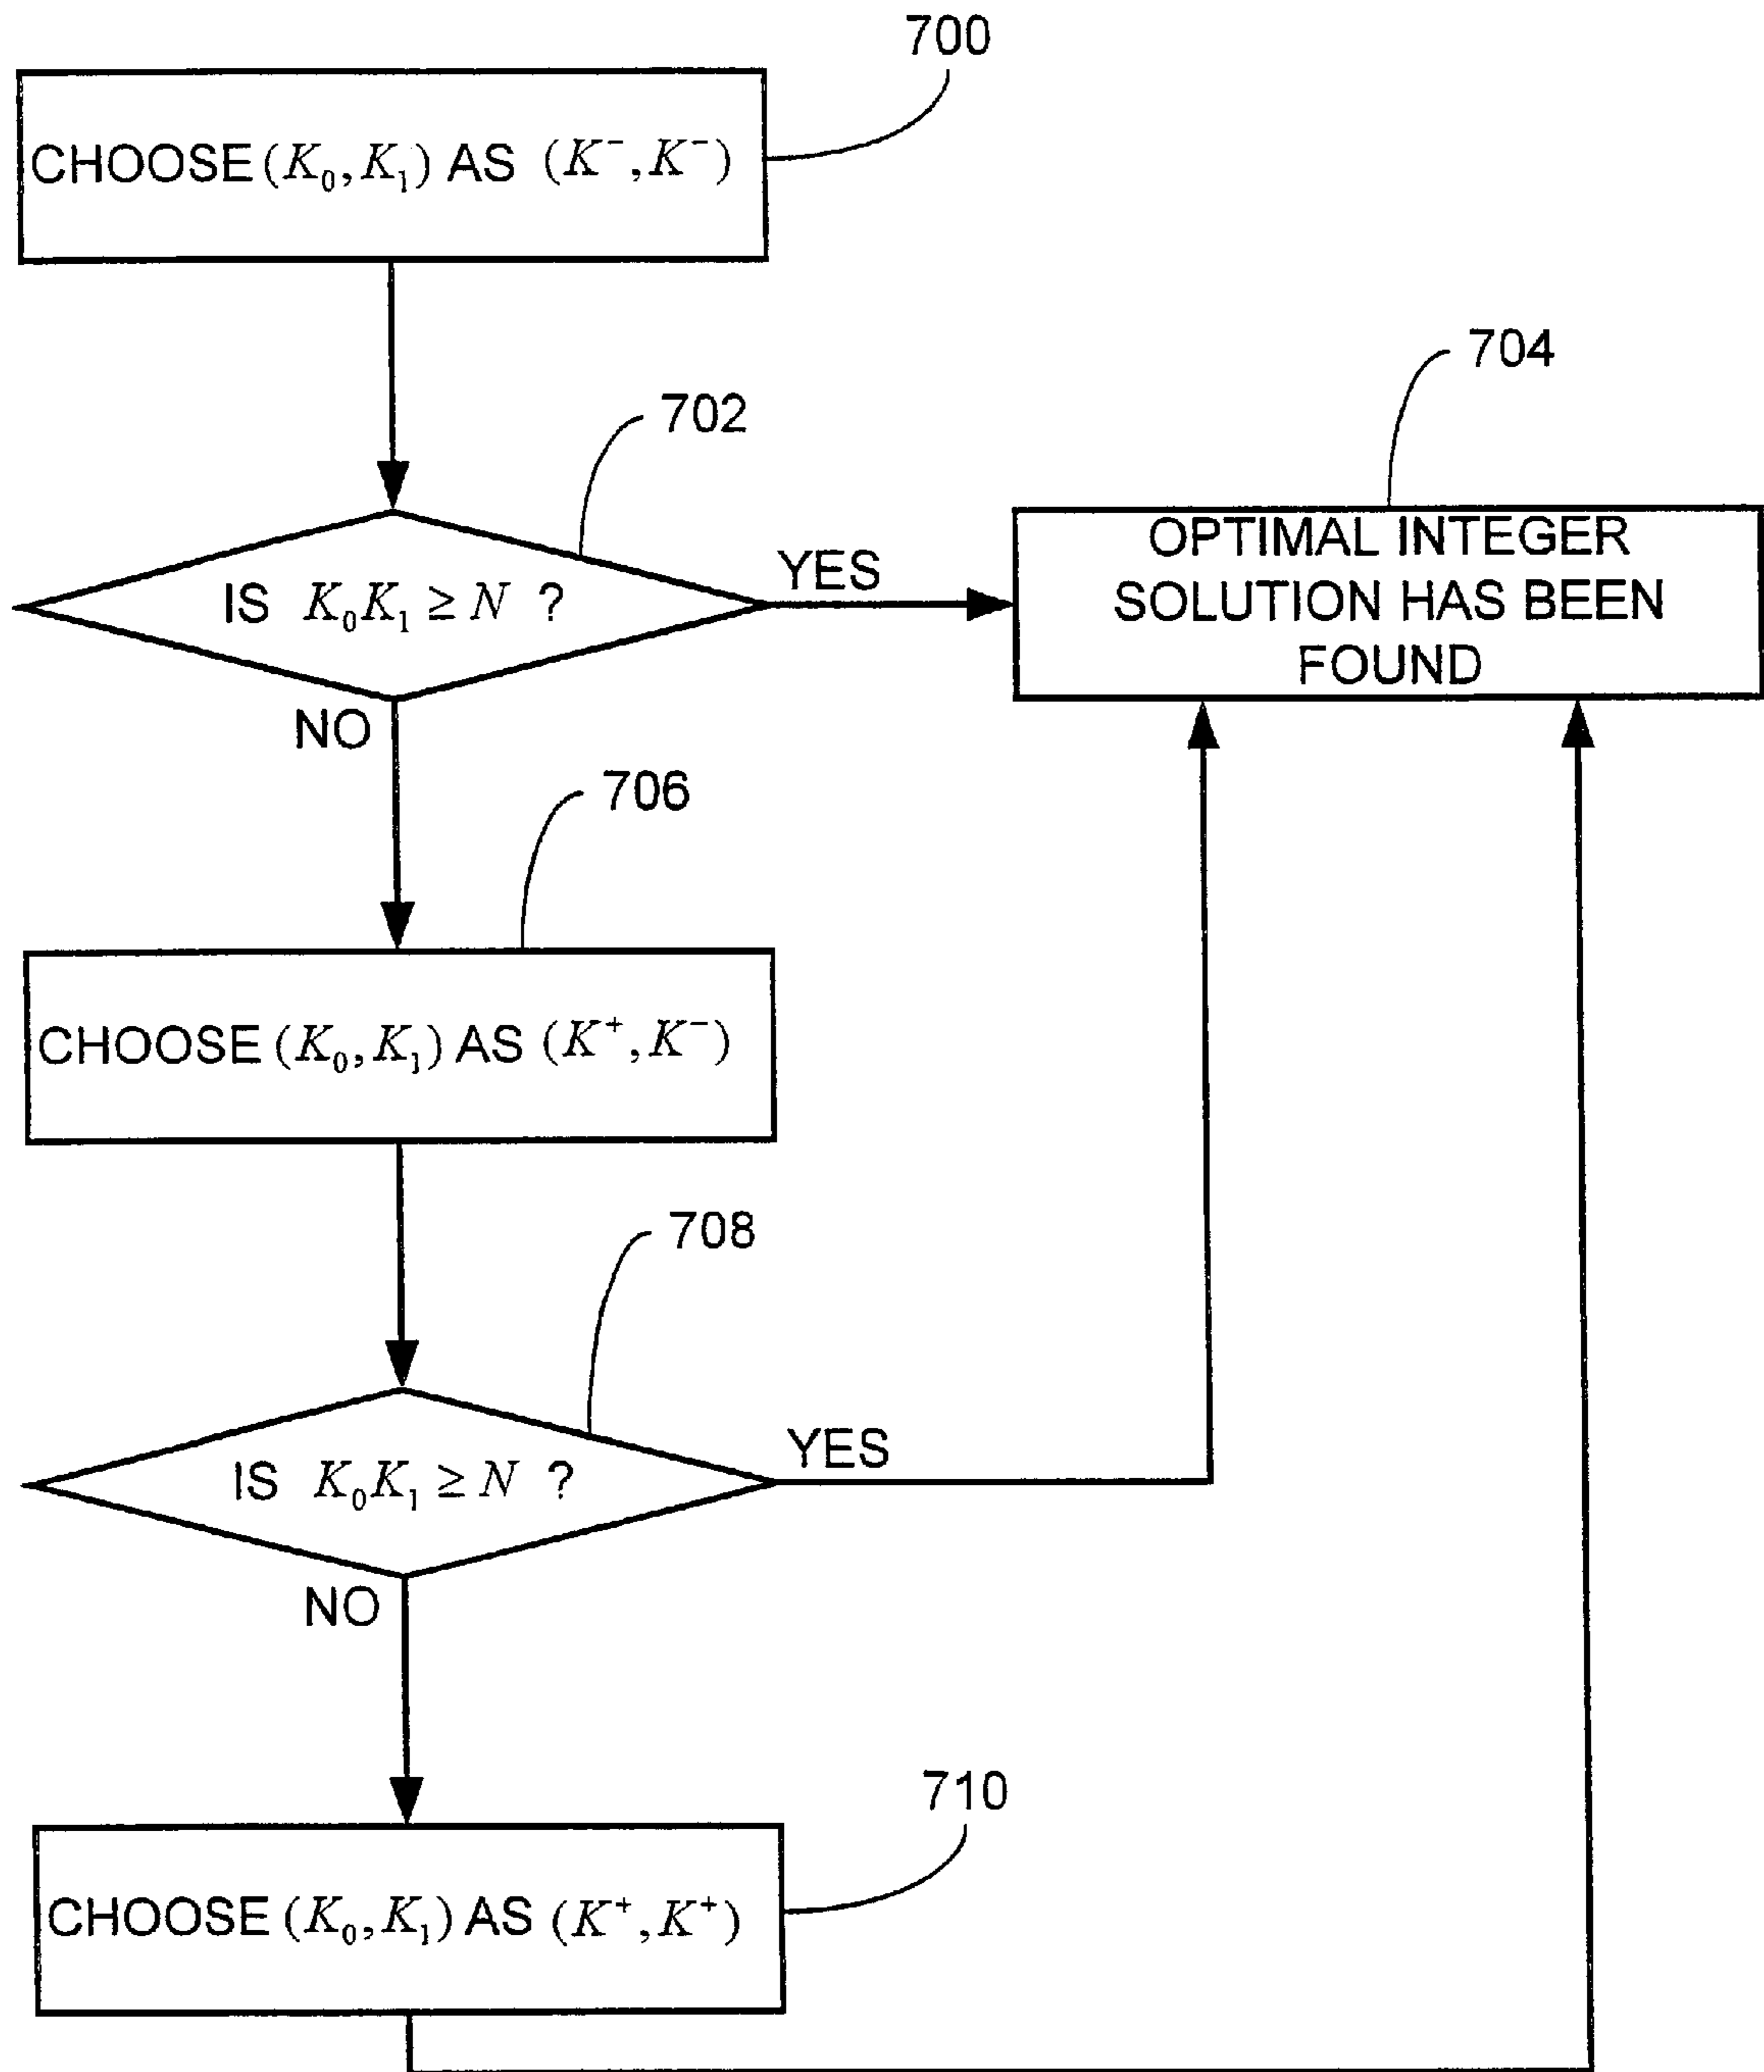 700
CHOOSE (K₀, K₁) AS (K⁻, K⁻)
704
702
OPTIMAL INTEGER
SOLUTION HAS BEEN
FOUND
YES
IS K₀K₁ ≥ N ?
NO
706
CHOOSE (K₀, K₁) AS (K⁺, K⁻)
708
YES
IS K₀K₁ ≥ N ?
NO
710
CHOOSE (K₀, K₁) AS (K⁺, K⁺)